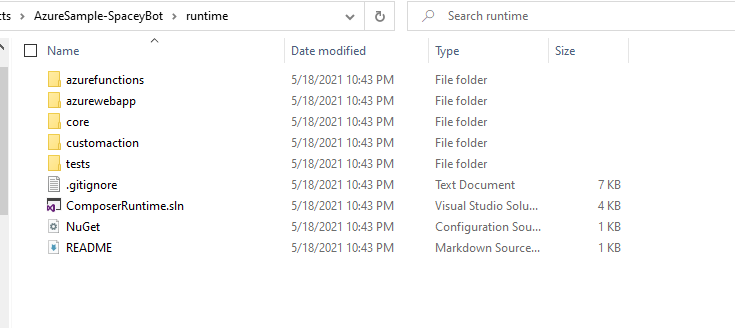 cts > AzureSample-SpaceyBot > runtime Search runtime
Name Date modified Type Size
azurefunctions 5/18/2021 10:43 PM File folder
azurewebapp 5/18/2021 10:43 PM File folder
core 5/18/2021 10:43 PM File folder
customaction 5/18/2021 10:43 PM File folder
tests 5/18/2021 10:43 PM File folder
.gitignore 5/18/2021 10:43 PM Text Document 7 KB
ComposerRuntime.sln 5/18/2021 10:43 PM Visual Studio Solu... 4 KB
NuGet 5/18/2021 10:43 PM Configuration Sou... 1 KB
README 5/18/2021 10:43 PM Markdown Source... 1 KB